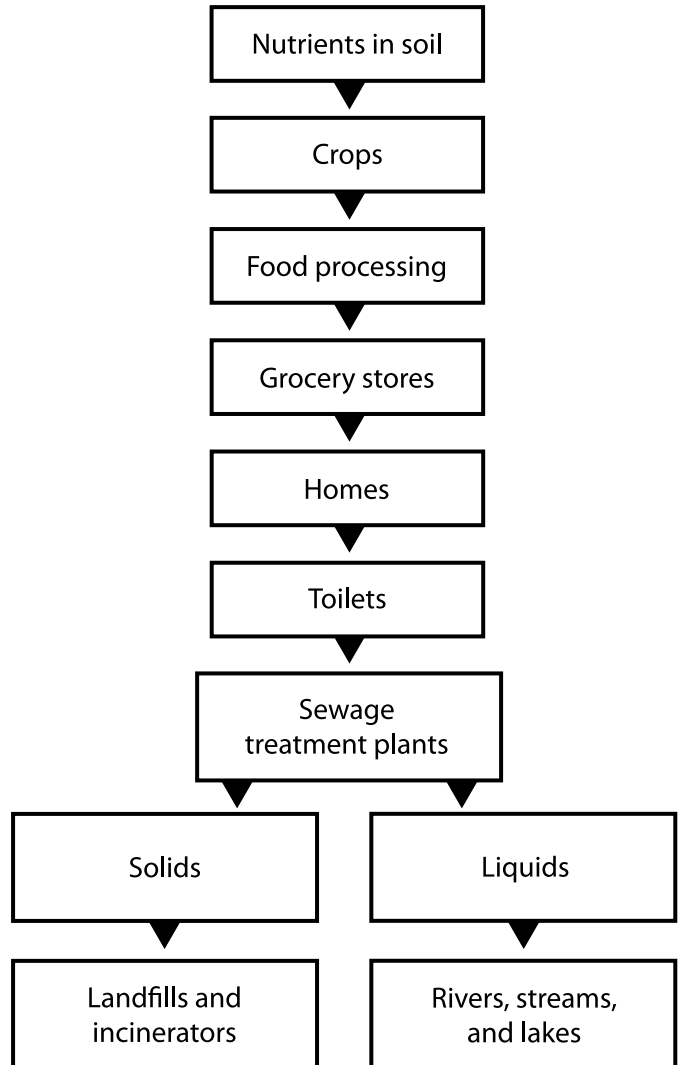 Nutrients in soil
Crops
Food processing
Grocery stores
Homes
Toilets
Sewage
treatment plants
Solids
Liquids
Landfills and
incinerators
Rivers, streams,
and lakes